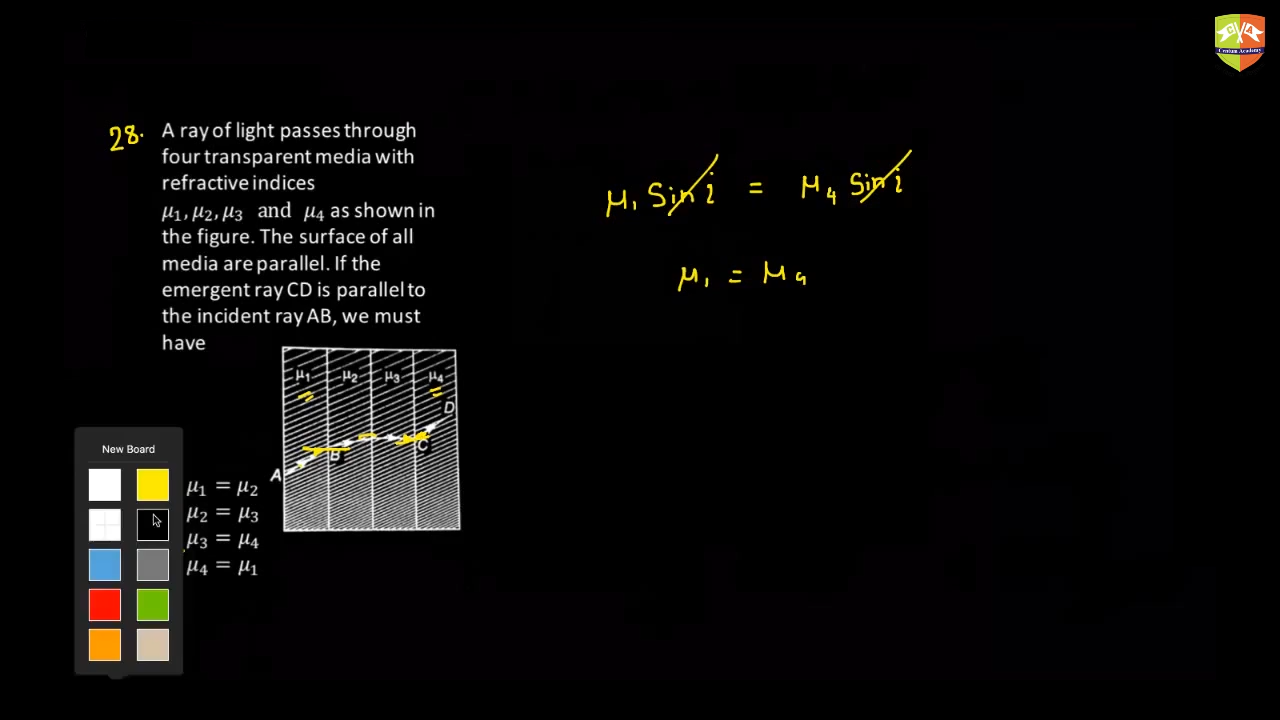 28. A ray of light passes through
four transparent media with
refractive indices
μ₁, μ₂, μ₃ and μ₄ as shown in
the figure. The surface of all
media are parallel. If the
emergent ray CD is parallel to
the incident ray AB, we must
have
μ₁ μ₂ μ₃ μ₄
D
B C
A
New Board
μ₁ = μ₂
μ₂ = μ₃
μ₃ = μ₄
μ₄ = μ₁
μ₁ Sin i = μ₄ Sin i
μ₁ = μ₄
Centum Academy